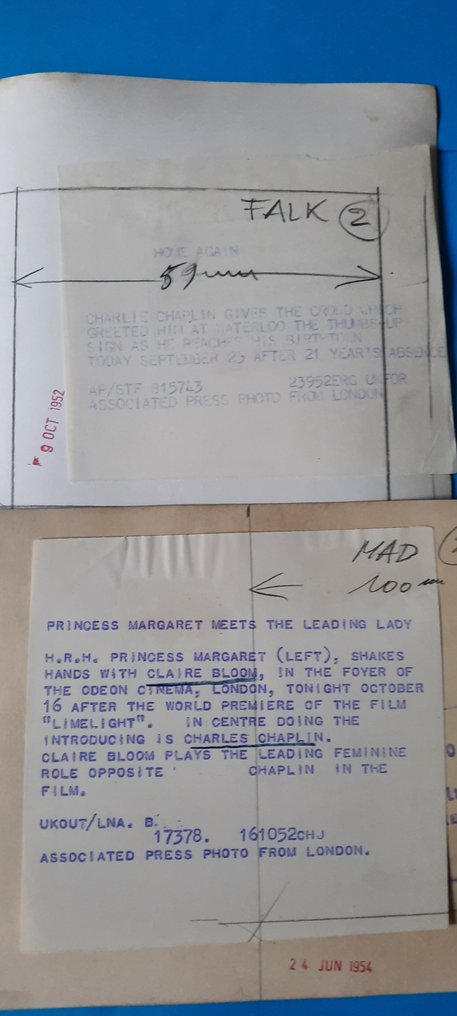 FALK 2
HOME AGAIN
59 mm
CHARLIE CHAPLIN GIVES THE CROWD WHICH
GREETED HIM AT WATERLOO THE THUMBS-UP
SIGN AS HE REACHES HIS BIRTHTOWN
TODAY SEPTEMBER 23 AFTER 21 YEAR'S ABSENCE
AP/STF 815743 23952ERG UKFOR
ASSOCIATED PRESS PHOTO FROM LONDON
9 OCT 1952
MAD
100 mm
PRINCESS MARGARET MEETS THE LEADING LADY
H.R.H. PRINCESS MARGARET (LEFT), SHAKES
HANDS WITH CLAIRE BLOOM, IN THE FOYER OF
THE ODEON CINEMA, LONDON, TONIGHT OCTOBER
16 AFTER THE WORLD PREMIERE OF THE FILM
"LIMELIGHT". IN CENTRE DOING THE
INTRODUCING IS CHARLES CHAPLIN.
CLAIRE BLOOM PLAYS THE LEADING FEMININE
ROLE OPPOSITE CHAPLIN IN THE
FILM.
UKOUT/LNA. B.
17378. 161052CHJ
ASSOCIATED PRESS PHOTO FROM LONDON.
24 JUN 1954